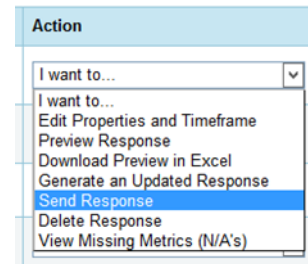 Action
I want to...
I want to...
Edit Properties and Timeframe
Preview Response
Download Preview in Excel
Generate an Updated Response
Send Response
Delete Response
View Missing Metrics (N/A's)